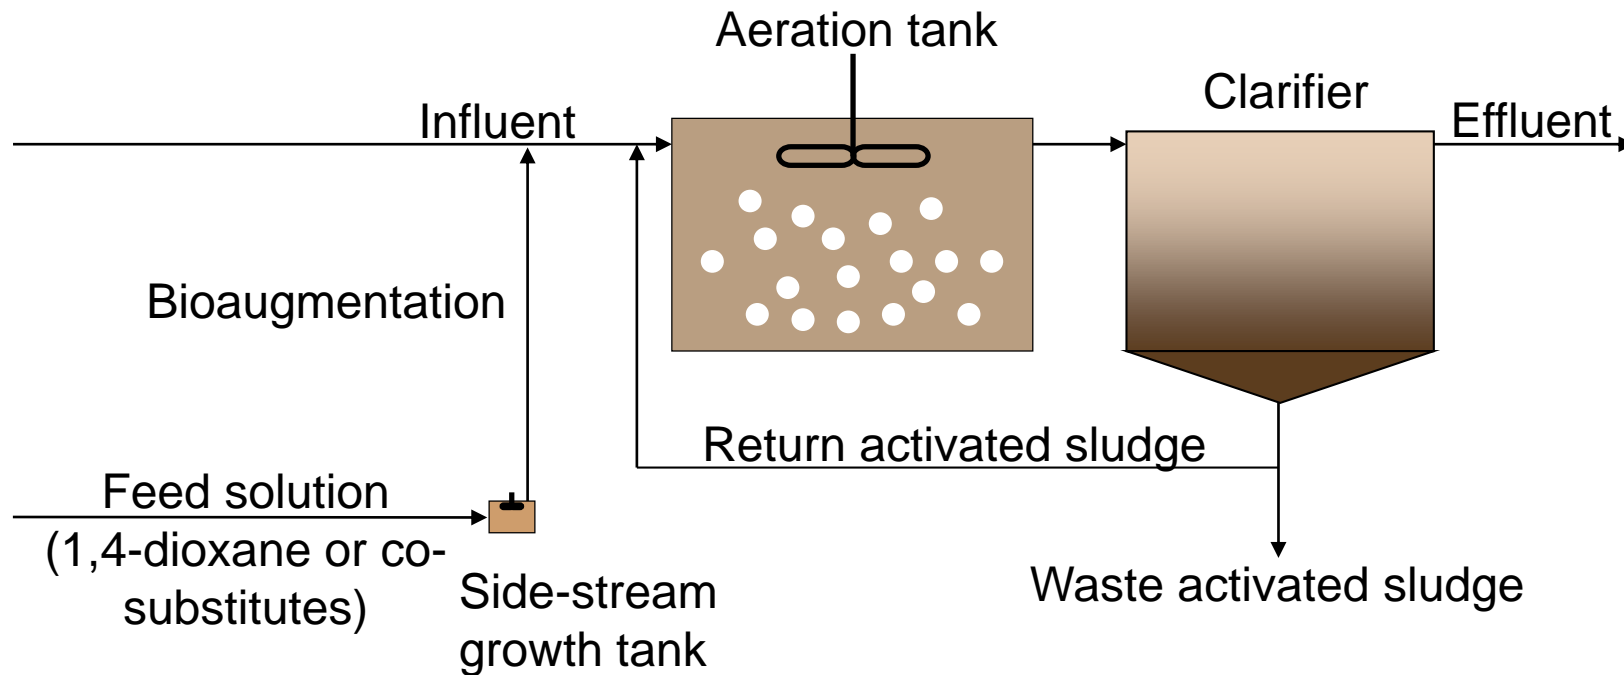 Aeration tank
Clarifier
Influent
Effluent
Bioaugmentation
Return activated sludge
Feed solution
(1,4-dioxane or co-
substitutes)
Side-stream
growth tank
Waste activated sludge